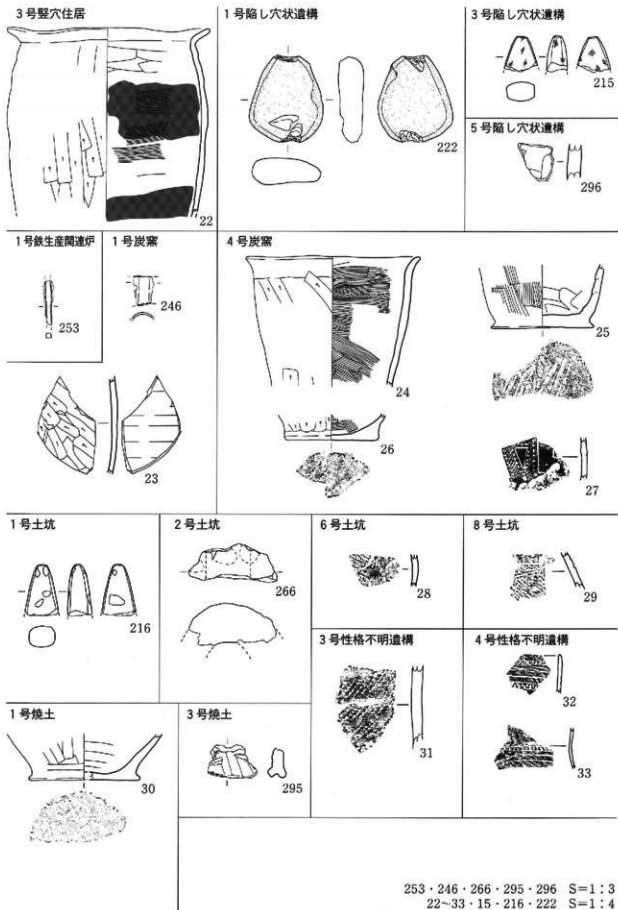 3号竪穴住居
22
1号陥し穴状遺構
222
3号陥し穴状遺構
215
5号陥し穴状遺構
296
1号鉄生産関連炉
253
1号炭窯
246
23
4号炭窯
24
25
26
27
1号土坑
216
2号土坑
266
6号土坑
28
8号土坑
29
3号性格不明遺構
31
4号性格不明遺構
32
33
1号焼土
30
3号焼土
295
253・246・266・295・296 S=1:3
22~33・15・216・222 S=1:4